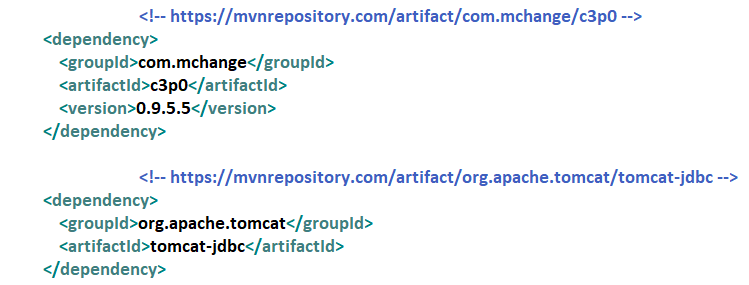 <!-- https://mvnrepository.com/artifact/com.mchange/c3p0 -->
<dependency>
<groupId>com.mchange</groupId>
<artifactId>c3p0</artifactId>
<version>0.9.5.5</version>
</dependency>
<!-- https://mvnrepository.com/artifact/org.apache.tomcat/tomcat-jdbc -->
<dependency>
<groupId>org.apache.tomcat</groupId>
<artifactId>tomcat-jdbc</artifactId>
</dependency>